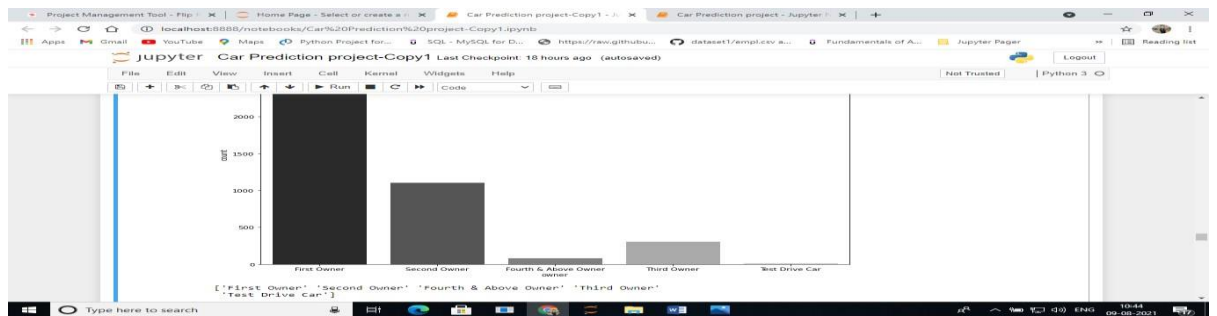 Project Management Tool - Flip
Home Page - Select or create a n
Car Prediction project-Copy1 - J
Car Prediction project - Jupyter
localhost:8888/notebooks/Car%20Prediction%20project-Copy1.ipynb
Apps Gmail YouTube Maps Python Project for... SQL - MySQL for D... https://raw.githubu... dataset1/empl.csv a... Fundamentals of A... Jupyter Pager » Reading list
jupyter Car Prediction project-Copy1 Last Checkpoint: 18 hours ago (autosaved) Logout
File Edit View Insert Cell Kernel Widgets Help Not Trusted Python 3
Run Code
2000
1500
count
1000
500
0
First Owner Second Owner Fourth & Above Owner Third Owner Test Drive Car
owner
['First Owner' 'Second Owner' 'Fourth & Above Owner' 'Third Owner'
'Test Drive Car']
Type here to search ENG 10:44
09-08-2021